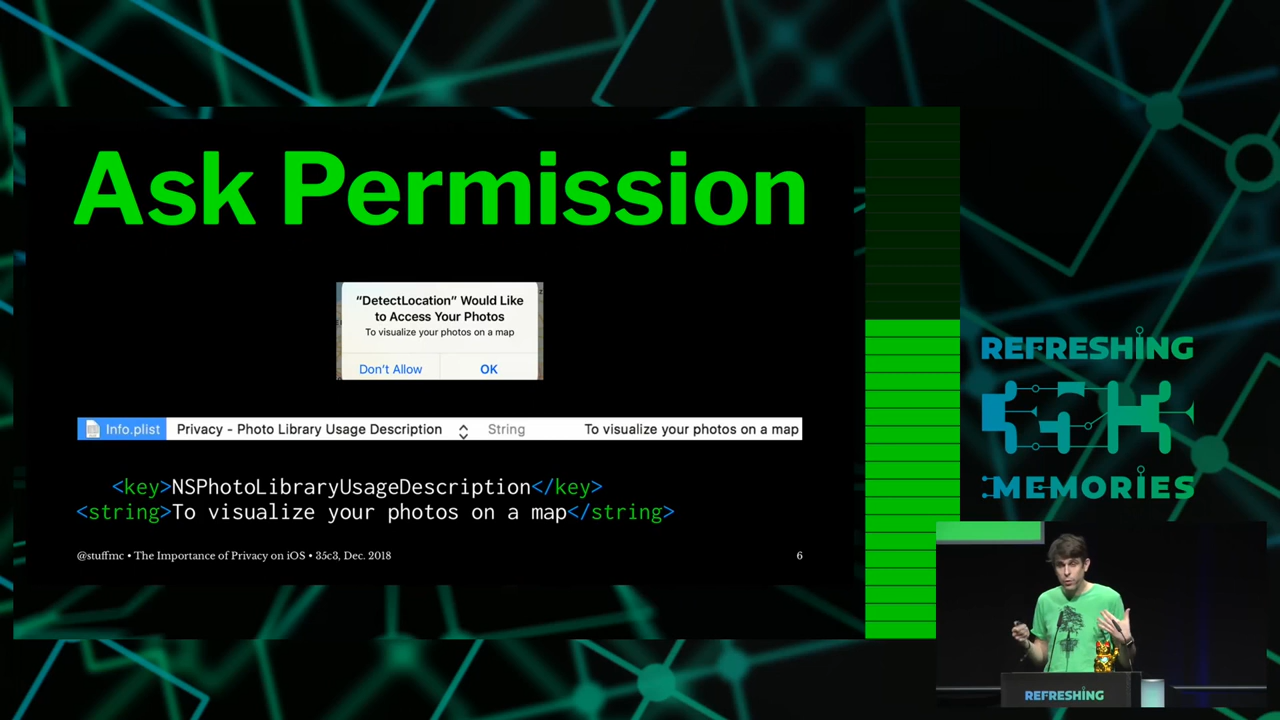 Ask Permission
“DetectLocation” Would Like
to Access Your Photos
To visualize your photos on a map
Don’t Allow OK
Info.plist Privacy - Photo Library Usage Description String To visualize your photos on a map
<key>NSPhotoLibraryUsageDescription</key>
<string>To visualize your photos on a map</string>
@stuffmc • The Importance of Privacy on iOS • 35c3, Dec. 2018 6
REFRESHING
MEMORIES
REFRESHING